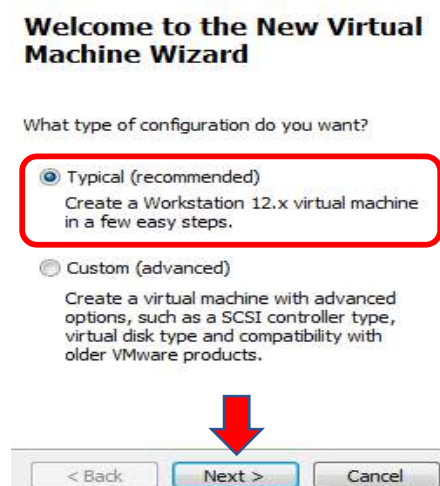 Welcome to the New Virtual
Machine Wizard
What type of configuration do you want?
Typical (recommended)
Create a Workstation 12.x virtual machine
in a few easy steps.
Custom (advanced)
Create a virtual machine with advanced
options, such as a SCSI controller type,
virtual disk type and compatibility with
older VMware products.
< Back Next > Cancel